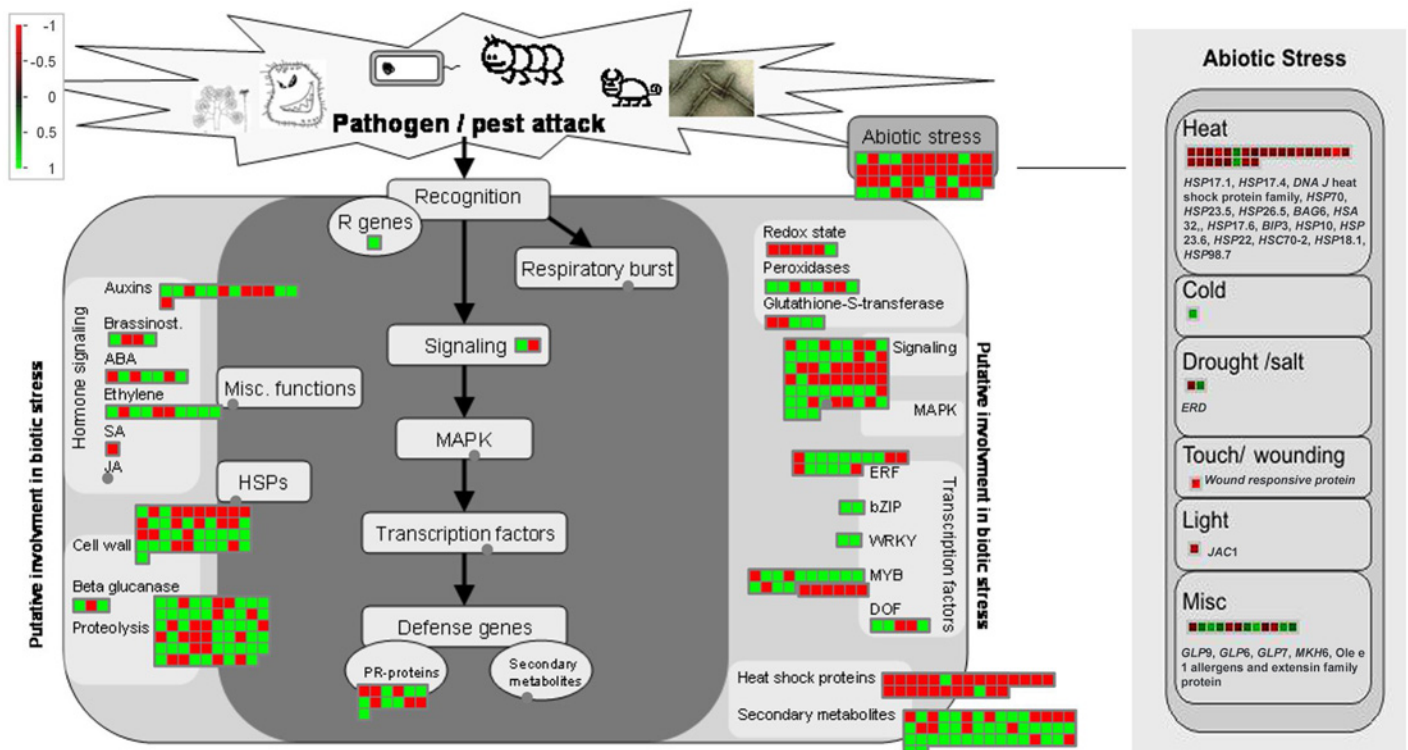 -1
-0.5
0
0.5
1
Pathogen / pest attack
Abiotic stress
Recognition
R genes
Respiratory burst
Redox state
Peroxidases
Glutathione-S-transferase
Auxins
Brassinost.
ABA
Ethylene
SA
JA
Hormone signaling
Signaling
Signaling
MAPK
Misc. functions
MAPK
HSPs
ERF
bZIP
WRKY
MYB
DOF
Transcription factors
Transcription factors
Cell wall
Beta glucanase
Proteolysis
Defense genes
PR-proteins
Secondary
metabolites
Heat shock proteins
Secondary metabolites
Putative involvment in biotic stress
Putative involvment in biotic stress
Abiotic Stress
Heat
HSP17.1, HSP17.4, DNA J heat
shock protein family, HSP70,
HSP23.5, HSP26.5, BAG6, HSA
32,, HSP17.6, BIP3, HSP10, HSP
23.6, HSP22, HSC70-2, HSP18.1,
HSP98.7
Cold
Drought /salt
ERD
Touch/ wounding
Wound responsive protein
Light
JAC1
Misc
GLP9, GLP6, GLP7, MKH6, Ole e
1 allergens and extensin family
protein